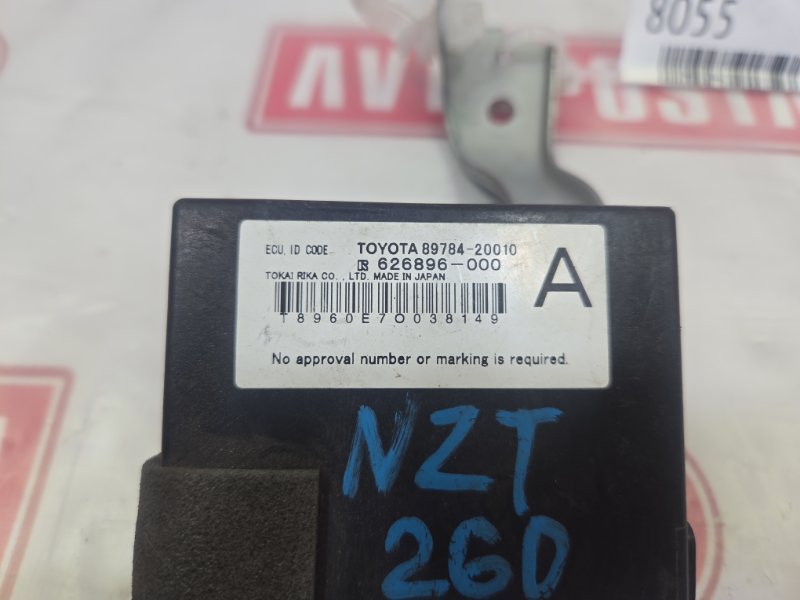 8055
ECU, ID CODE TOYOTA 89784-20010
R 626896-000
TOKAI RIKA CO., LTD. MADE IN JAPAN
A
T8960E70038149
No approval number or marking is required.
NZT
260